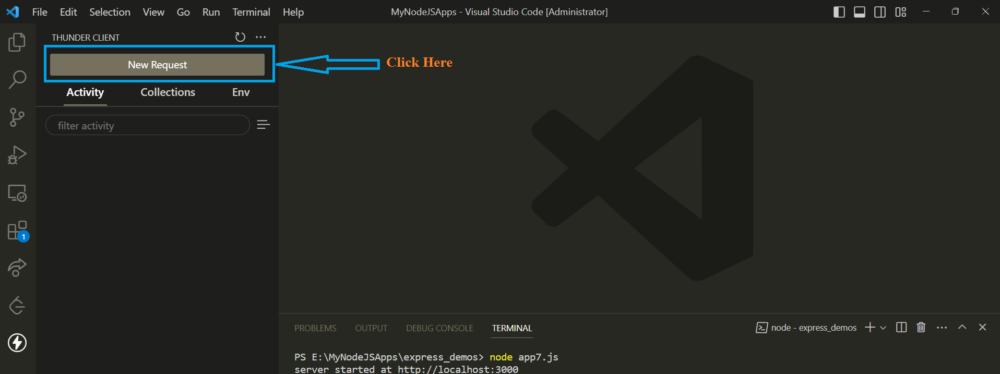 File Edit Selection View Go Run Terminal Help MyNodeJSApps - Visual Studio Code [Administrator]
THUNDER CLIENT
New Request
Click Here
Activity Collections Env
filter activity
1
PROBLEMS OUTPUT DEBUG CONSOLE TERMINAL node - express_demos
PS E:\MyNodeJSApps\express_demos> node app7.js
server started at http://localhost:3000